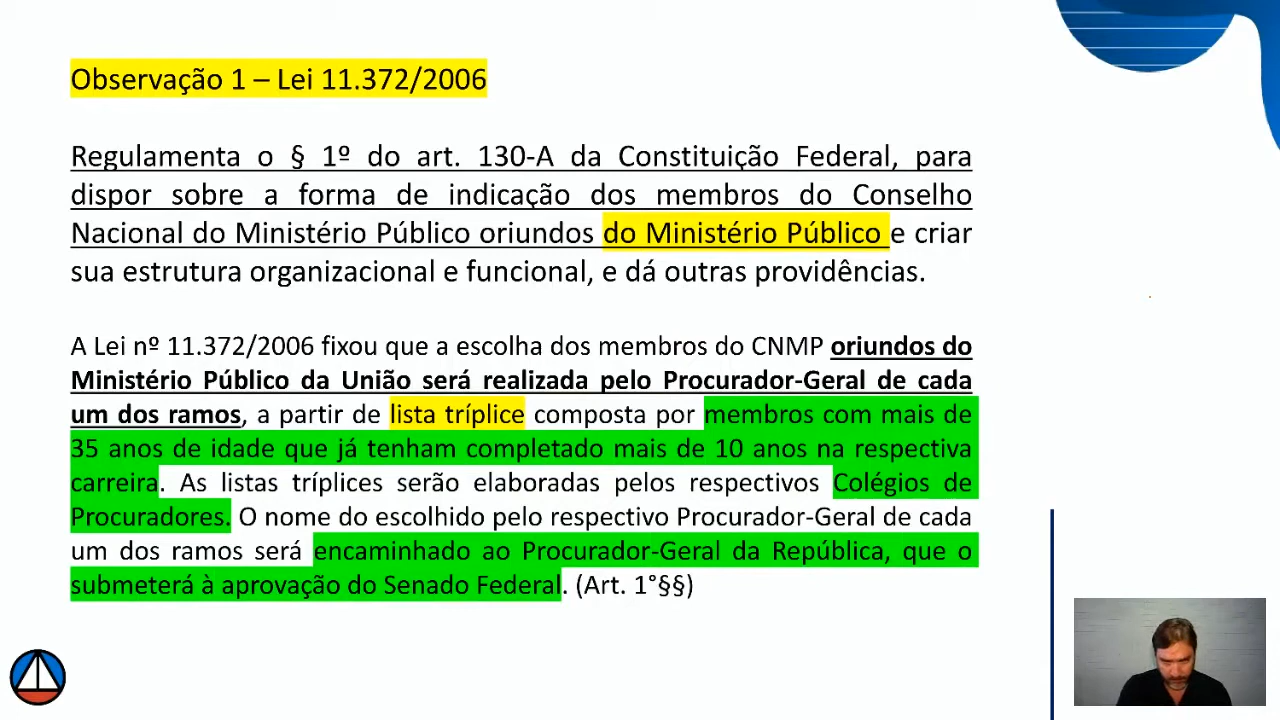 Observação 1 – Lei 11.372/2006
Regulamenta o § 1º do art. 130-A da Constituição Federal, para
dispor sobre a forma de indicação dos membros do Conselho
Nacional do Ministério Público oriundos do Ministério Público e criar
sua estrutura organizacional e funcional, e dá outras providências.
A Lei nº 11.372/2006 fixou que a escolha dos membros do CNMP oriundos do
Ministério Público da União será realizada pelo Procurador-Geral de cada
um dos ramos, a partir de lista tríplice composta por membros com mais de
35 anos de idade que já tenham completado mais de 10 anos na respectiva
carreira. As listas tríplices serão elaboradas pelos respectivos Colégios de
Procuradores. O nome do escolhido pelo respectivo Procurador-Geral de cada
um dos ramos será encaminhado ao Procurador-Geral da República, que o
submeterá à aprovação do Senado Federal. (Art. 1°§§)